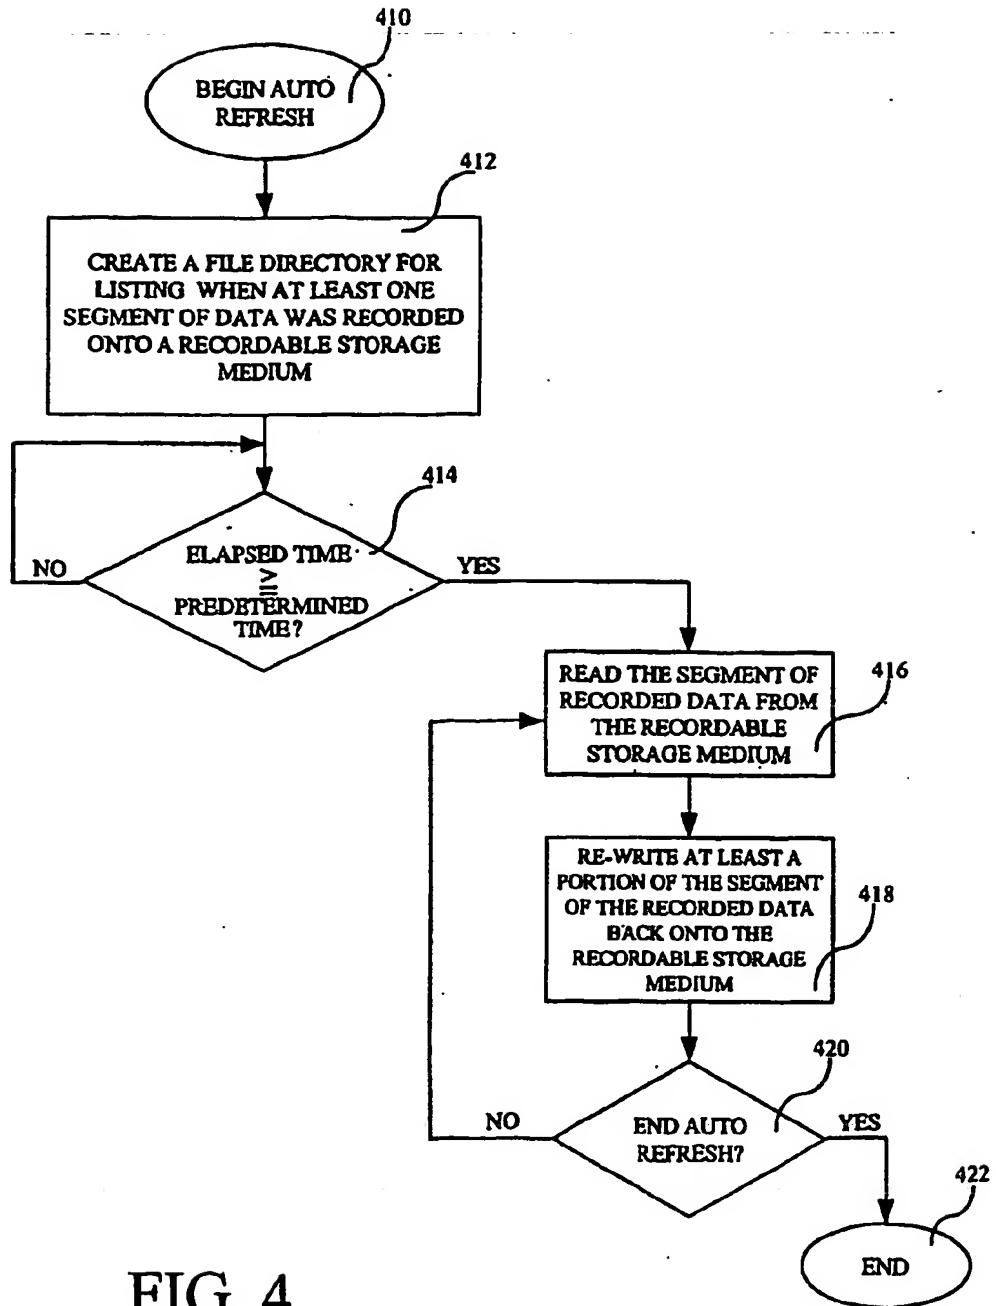 410
BEGIN AUTO
REFRESH
412
CREATE A FILE DIRECTORY FOR
LISTING WHEN AT LEAST ONE
SEGMENT OF DATA WAS RECORDED
ONTO A RECORDABLE STORAGE
MEDIUM
414
ELAPSED TIME
≥
PREDETERMINED
TIME?
NO
YES
READ THE SEGMENT OF
RECORDED DATA FROM
THE RECORDABLE
STORAGE MEDIUM
416
RE-WRITE AT LEAST A
PORTION OF THE SEGMENT
OF THE RECORDED DATA
BACK ONTO THE
RECORDABLE STORAGE
MEDIUM
418
420
END AUTO
REFRESH?
NO
YES
422
END
FIG. 4